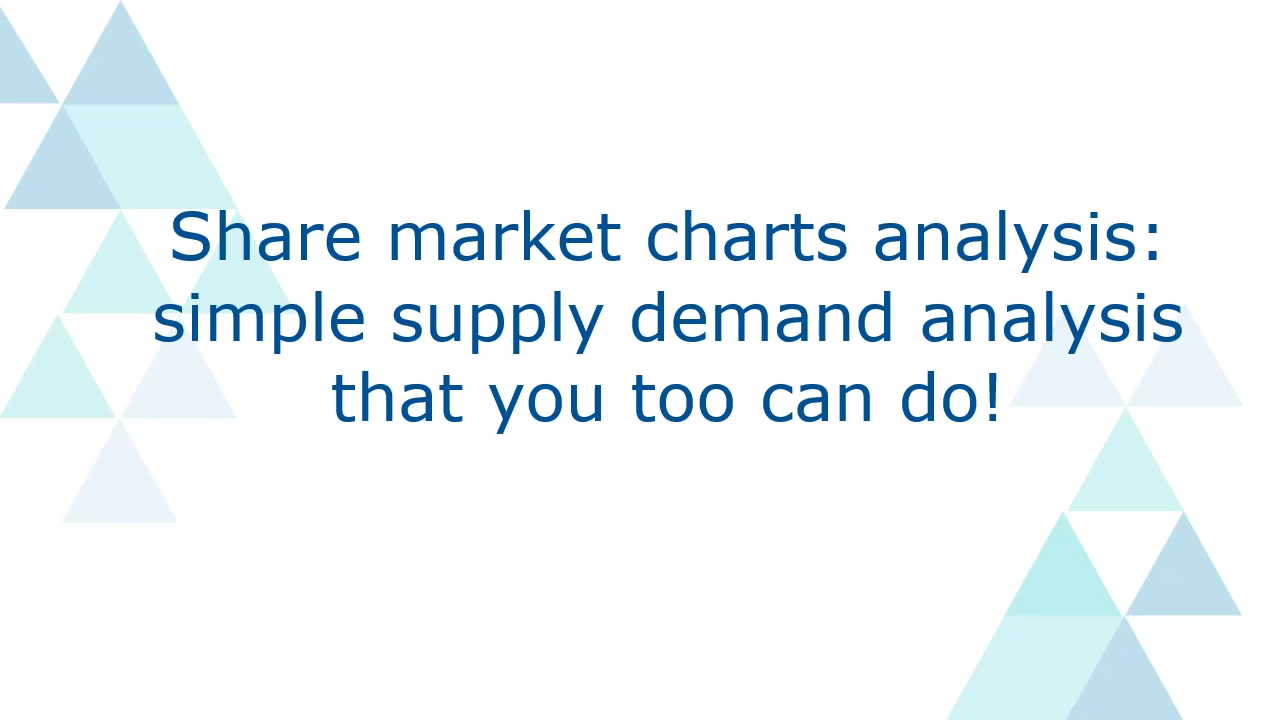 Share market charts analysis:
simple supply demand analysis
that you too can do!